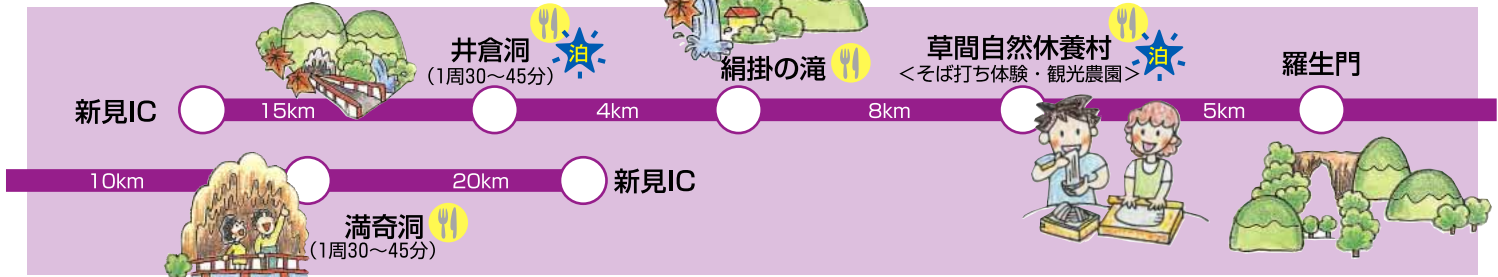 井倉洞
(1周30〜45分)
泊
絹掛の滝
草間自然休養村
<そば打ち体験・観光農園>
泊
羅生門
新見IC
15km
4km
8km
5km
10km
20km
新見IC
満奇洞
(1周30〜45分)